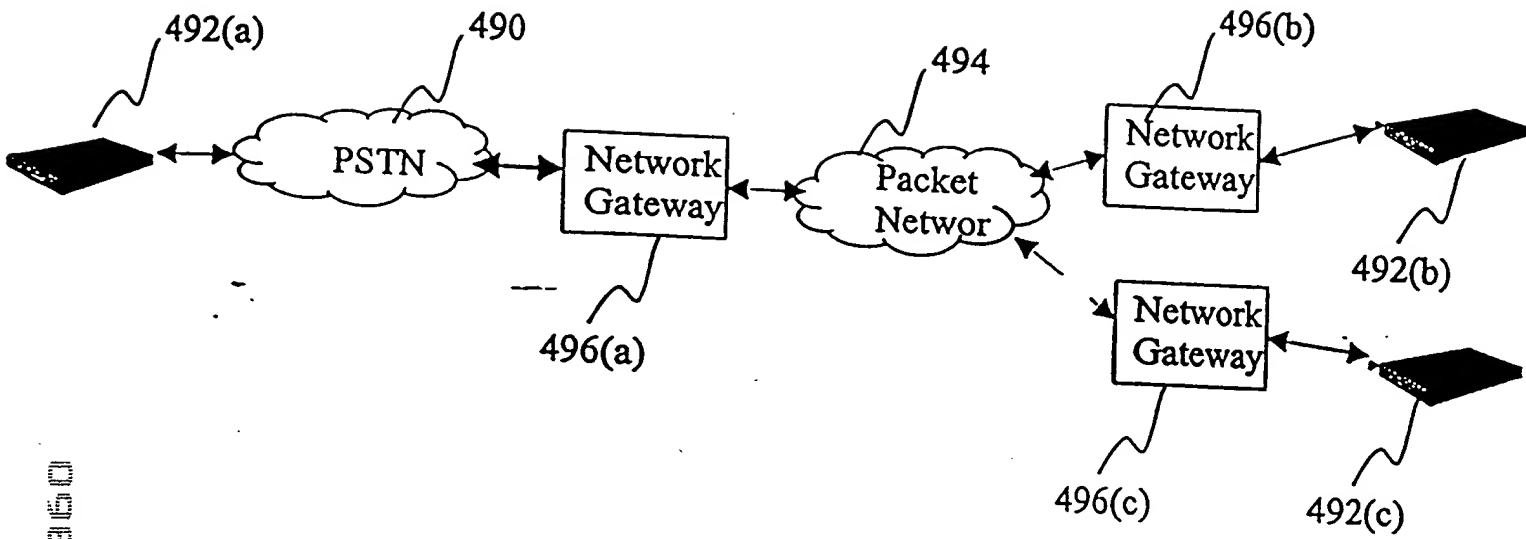 492(a)
490
494
496(b)
PSTN
Network
Gateway
Packet
Networ
Network
Gateway
492(b)
496(a)
Network
Gateway
496(c)
492(c)